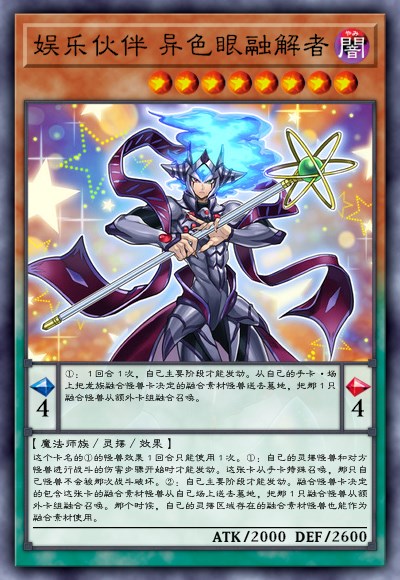 娱乐伙伴 异色眼融解者
やみ
闇
①：1回合1次，自己主要阶段才能发动。从自己的手卡・场
上把龙族融合怪兽卡决定的融合素材怪兽送去墓地，把那1只
融合怪兽从额外卡组融合召唤。
4
4
【魔法师族／灵摆／效果】
这个卡名的①的怪兽效果1回合只能使用1次。①：自己的灵摆怪兽和对方
怪兽进行战斗的伤害步骤开始时才能发动。这张卡从手卡特殊召唤，那只自
己怪兽不会被那次战斗破坏。②：自己主要阶段才能发动。融合怪兽卡决定
的包含这张卡的融合素材怪兽从自己场上送去墓地，把那1只融合怪兽从额
外卡组融合召唤。那个时候，自己的灵摆区域存在的融合素材怪兽也能作为
融合素材使用。
ATK/2000 DEF/2600